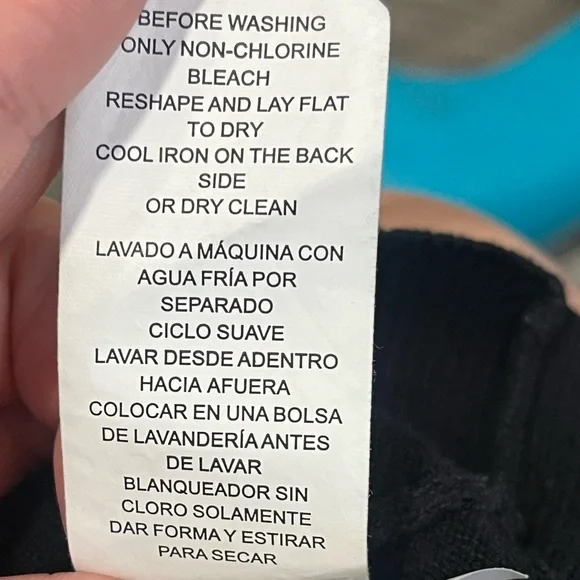 BEFORE WASHING
ONLY NON-CHLORINE
BLEACH
RESHAPE AND LAY FLAT
TO DRY
COOL IRON ON THE BACK
SIDE
OR DRY CLEAN
LAVADO A MÁQUINA CON
AGUA FRÍA POR
SEPARADO
CICLO SUAVE
LAVAR DESDE ADENTRO
HACIA AFUERA
COLOCAR EN UNA BOLSA
DE LAVANDERÍA ANTES
DE LAVAR
BLANQUEADOR SIN
CLORO SOLAMENTE
DAR FORMA Y ESTIRAR
PARA SECAR